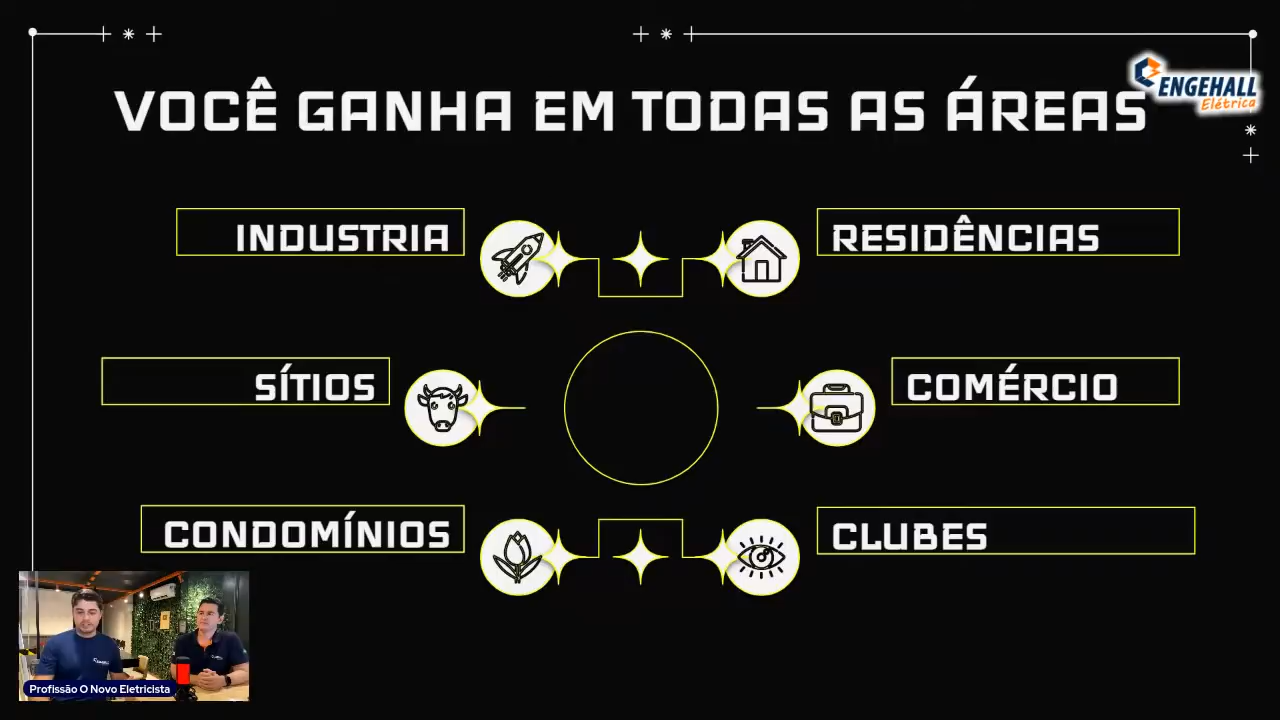 VOCÊ GANHA EM TODAS AS ÁREAS
ENGEHALL
Elétrica
INDUSTRIA
RESIDÊNCIAS
SÍTIOS
COMÉRCIO
CONDOMÍNIOS
CLUBES
Profissão O Novo Eletricista